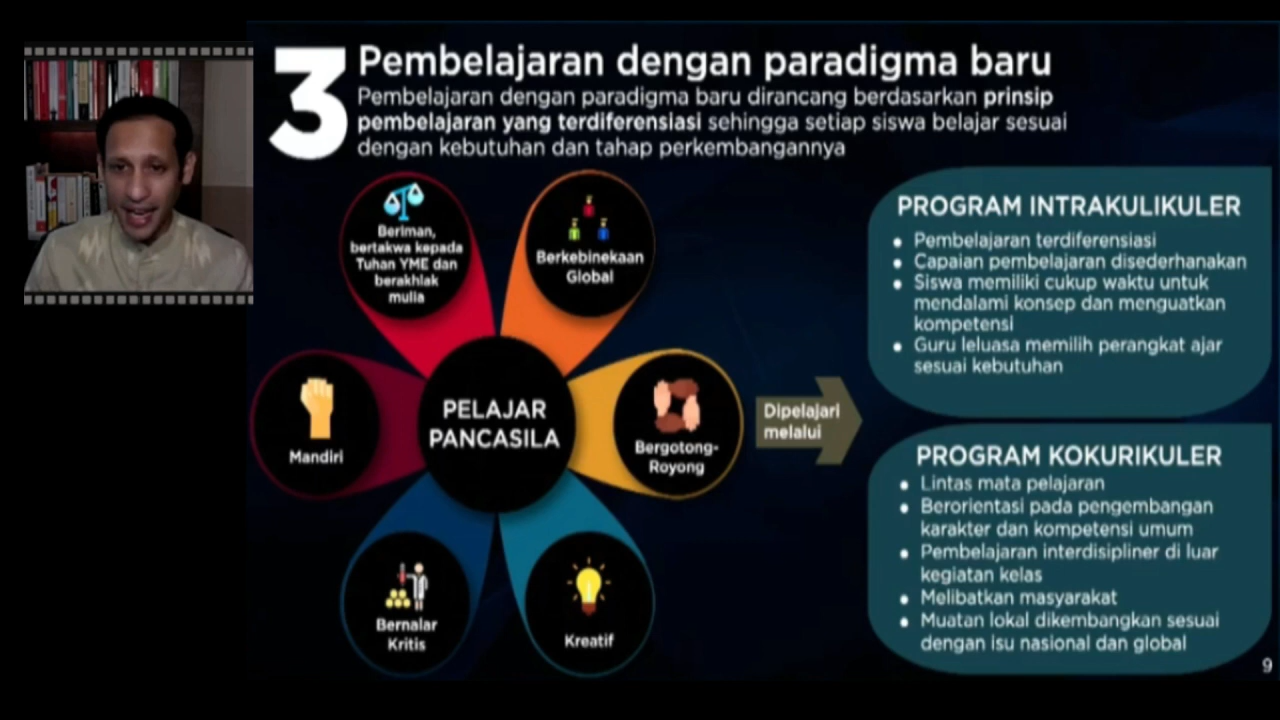 3
Pembelajaran dengan paradigma baru
Pembelajaran dengan paradigma baru dirancang berdasarkan prinsip
pembelajaran yang terdiferensiasi sehingga setiap siswa belajar sesuai
dengan kebutuhan dan tahap perkembangannya
Beriman,
bertakwa kepada
Tuhan YME dan
berakhlak
mulia
Berkebinekaan
Global
Mandiri
PELAJAR
PANCASILA
Bergotong-
Royong
Bernalar
Kritis
Kreatif
Dipelajari
melalui
PROGRAM INTRAKULIKULER
• Pembelajaran terdiferensiasi
• Capaian pembelajaran disederhanakan
• Siswa memiliki cukup waktu untuk
mendalami konsep dan menguatkan
kompetensi
• Guru leluasa memilih perangkat ajar
sesuai kebutuhan
PROGRAM KOKURIKULER
• Lintas mata pelajaran
• Berorientasi pada pengembangan
karakter dan kompetensi umum
• Pembelajaran interdisipliner di luar
kegiatan kelas
• Melibatkan masyarakat
• Muatan lokal dikembangkan sesuai
dengan isu nasional dan global
9